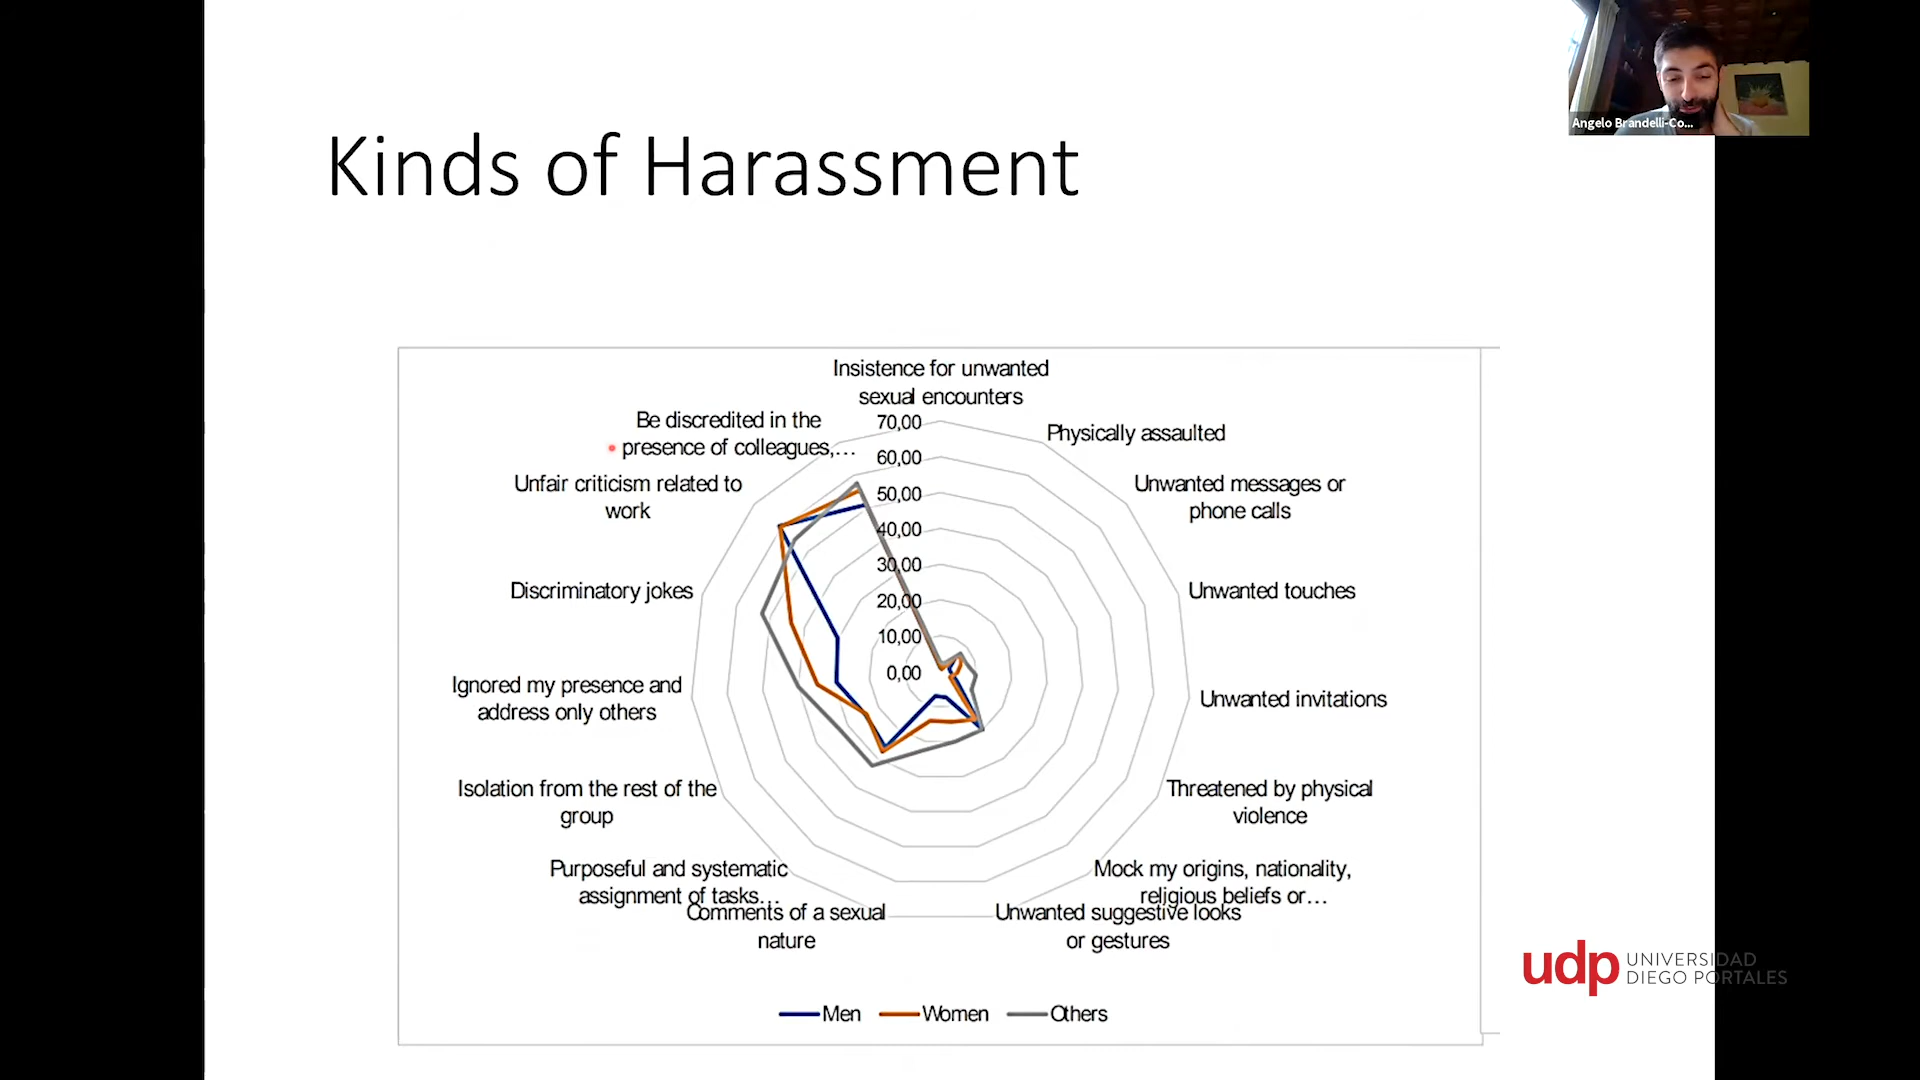 Angelo Brandelli-Co...
Kinds of Harassment
Insistence for unwanted
sexual encounters
Be discredited in the
presence of colleagues,...
Physically assaulted
Unfair criticism related to
work
Unwanted messages or
phone calls
Discriminatory jokes
Unwanted touches
Ignored my presence and
address only others
Unwanted invitations
Isolation from the rest of the
group
Threatened by physical
violence
Purposeful and systematic
assignment of tasks...
Mock my origins, nationality,
religious beliefs or...
Comments of a sexual
nature
Unwanted suggestive looks
or gestures
70,00
60,00
50,00
40,00
30,00
20,00
10,00
0,00
Men
Women
Others
udp UNIVERSIDAD
DIEGO PORTALES